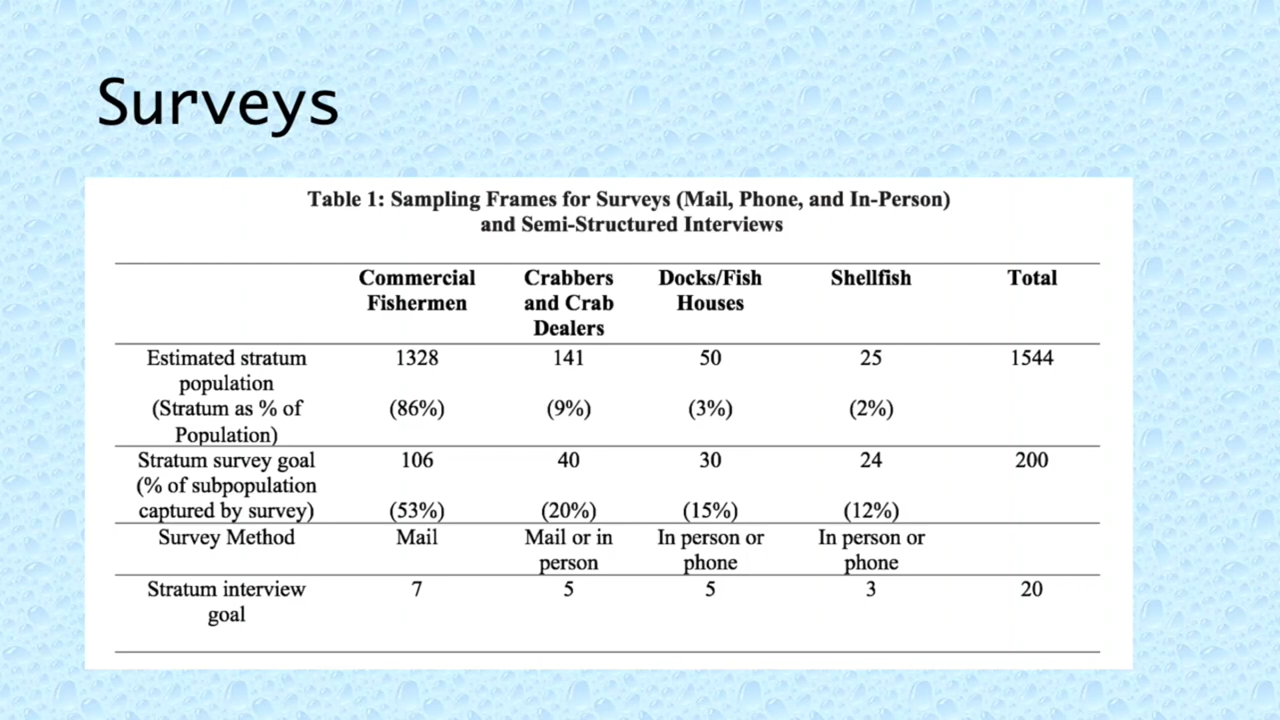 Surveys
Table 1: Sampling Frames for Surveys (Mail, Phone, and In-Person)
and Semi-Structured Interviews
Commercial Fishermen Crabbers and Crab Dealers Docks/Fish Houses Shellfish Total
Estimated stratum 1328 141 50 25 1544
population
(Stratum as % of (86%) (9%) (3%) (2%)
Population)
Stratum survey goal 106 40 30 24 200
(% of subpopulation
captured by survey) (53%) (20%) (15%) (12%)
Survey Method Mail Mail or in person In person or phone In person or phone
Stratum interview 7 5 5 3 20
goal